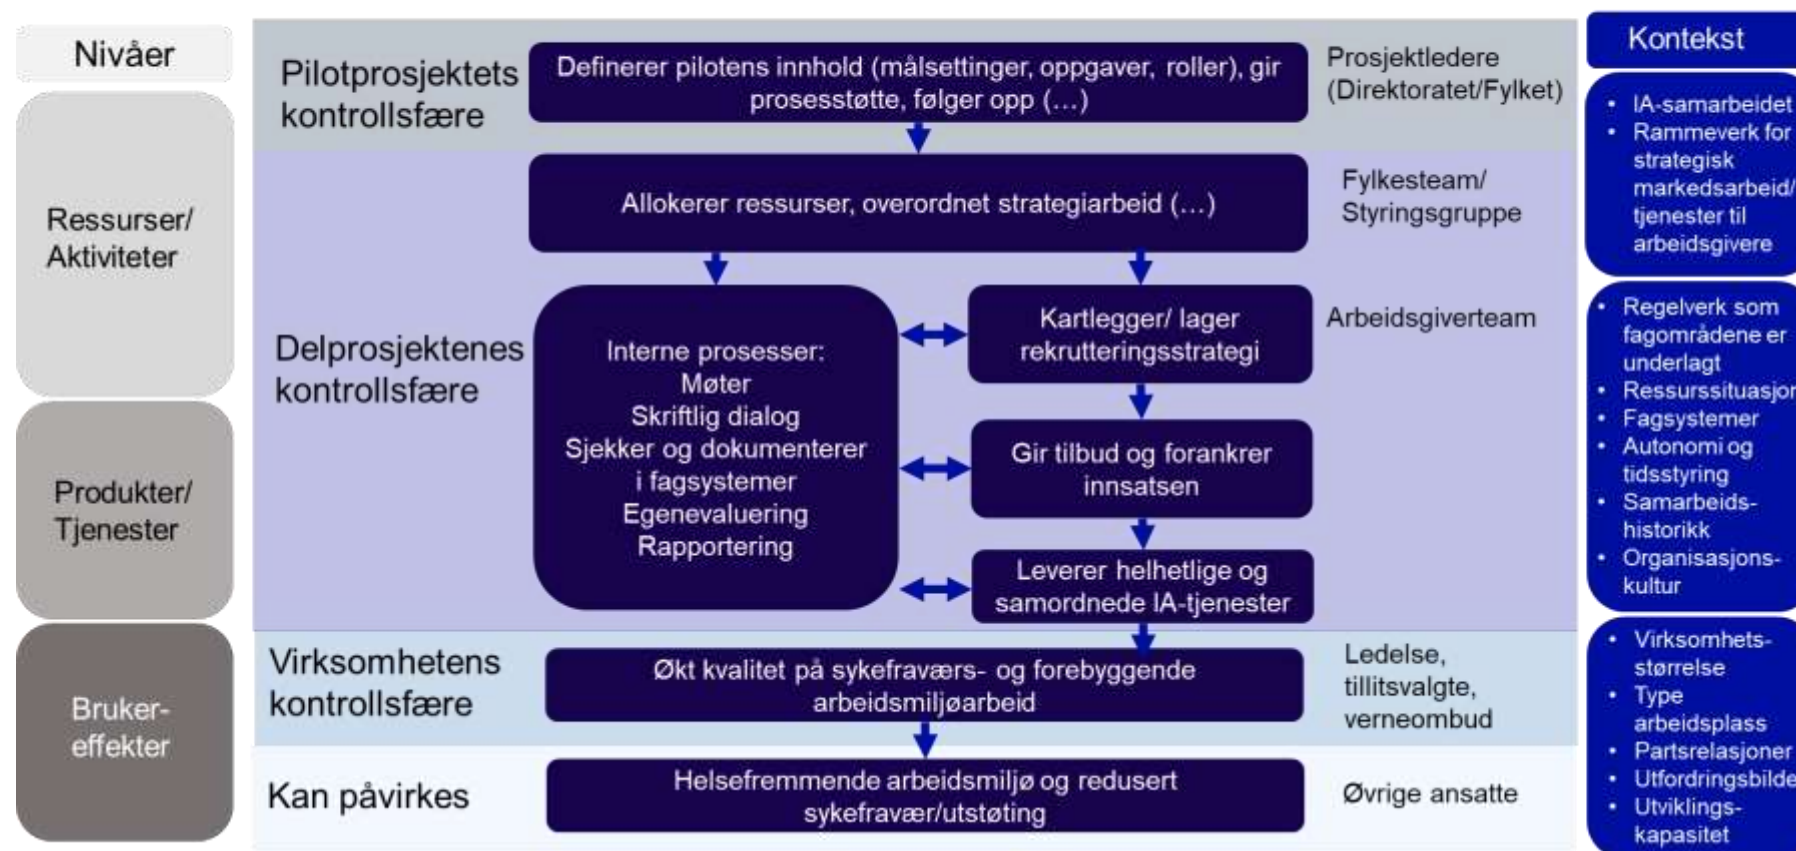 Nivåer
Ressurser/
Aktiviteter
Produkter/
Tjenester
Bruker-
effekter
Pilotprosjektets
kontrollsfære
Definerer pilotens innhold (målsettinger, oppgaver, roller), gir
prosesstøtte, følger opp (…)
Prosjektledere
(Direktoratet/Fylket)
Delprosjektenes
kontrollsfære
Allokerer ressurser, overordnet strategiarbeid (…)
Fylkesteam/
Styringsgruppe
Interne prosesser:
Møter
Skriftlig dialog
Sjekker og dokumenterer
i fagsystemer
Egenevaluering
Rapportering
Kartlegger/ lager
rekrutteringsstrategi
Arbeidsgiverteam
Gir tilbud og forankrer
innsatsen
Leverer helhetlige og
samordnede IA-tjenester
Virksomhetens
kontrollsfære
Økt kvalitet på sykefraværs- og forebyggende
arbeidsmiljøarbeid
Ledelse,
tillitsvalgte,
verneombud
Kan påvirkes
Helsefremmende arbeidsmiljø og redusert
sykefravær/utstøting
Øvrige ansatte
Kontekst
• IA-samarbeidet
• Rammeverk for
strategisk
markedsarbeid/
tjenester til
arbeidsgivere
• Regelverk som
fagområdene er
underlagt
• Ressurssituasjon
• Fagsystemer
• Autonomi og
tidsstyring
• Samarbeids-
historikk
• Organisasjons-
kultur
• Virksomhets-
størrelse
• Type
arbeidsplass
• Partsrelasjoner
• Utfordringsbilde
• Utviklings-
kapasitet